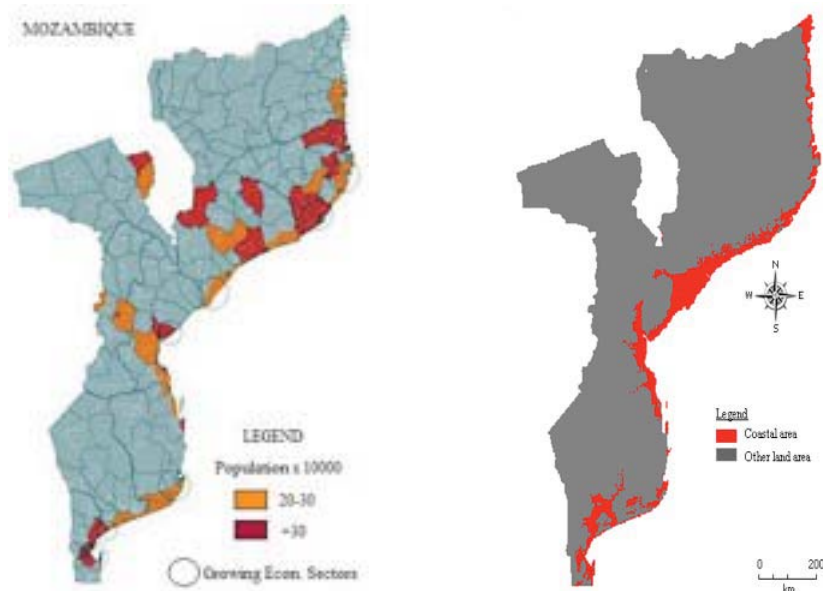 MOZAMBIQUE
LEGEND
Population x 10000
20-30
+30
Growing Econ. Sectors
N
W E
S
Legend
Coastal area
Other land area
0 200
km